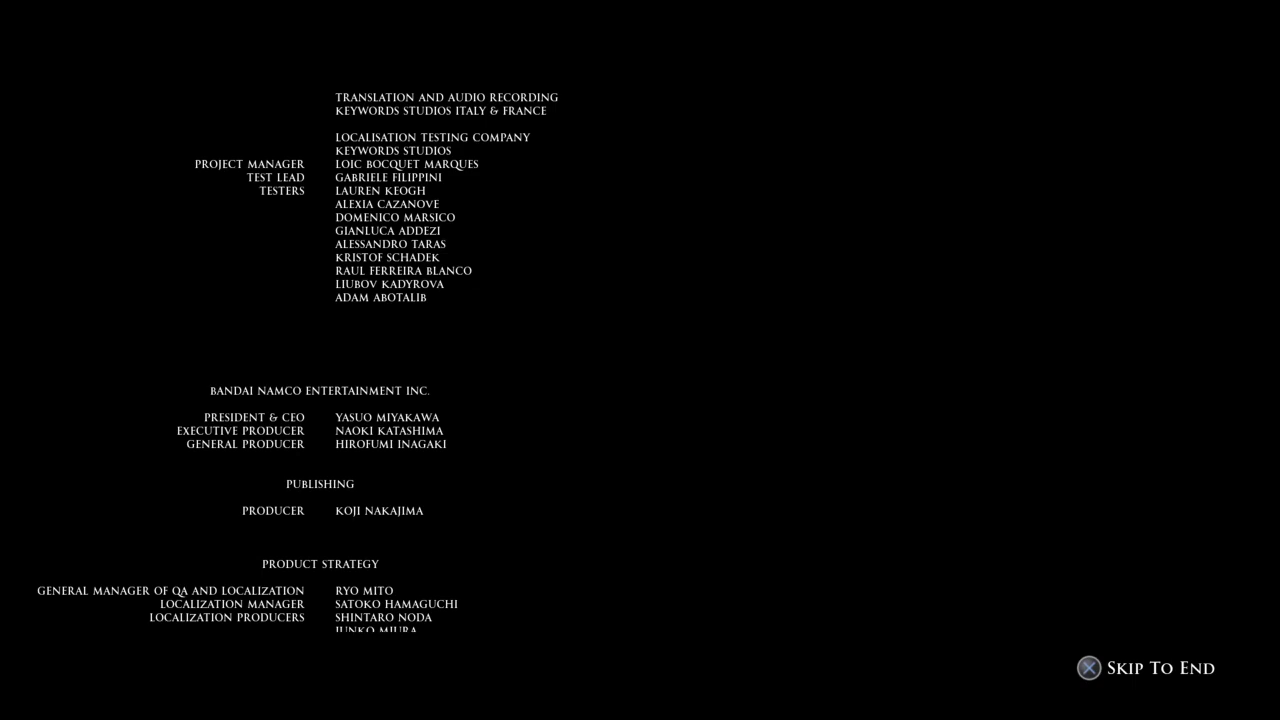 TRANSLATION AND AUDIO RECORDING
KEYWORDS STUDIOS ITALY & FRANCE
LOCALISATION TESTING COMPANY
KEYWORDS STUDIOS
PROJECT MANAGER LOIC BOCQUET MARQUES
TEST LEAD GABRIELE FILIPPINI
TESTERS LAUREN KEOGH
ALEXIA CAZANOVE
DOMENICO MARSICO
GIANLUCA ADDEZI
ALESSANDRO TARAS
KRISTOF SCHADEK
RAUL FERREIRA BLANCO
LIUBOV KADYROVA
ADAM ABOTALIB
BANDAI NAMCO ENTERTAINMENT INC.
PRESIDENT & CEO YASUO MIYAKAWA
EXECUTIVE PRODUCER NAOKI KATASHIMA
GENERAL PRODUCER HIROFUMI INAGAKI
PUBLISHING
PRODUCER KOJI NAKAJIMA
PRODUCT STRATEGY
GENERAL MANAGER OF QA AND LOCALIZATION RYO MITO
LOCALIZATION MANAGER SATOKO HAMAGUCHI
LOCALIZATION PRODUCERS SHINTARO NODA
JUNKO MIURA
SKIP TO END